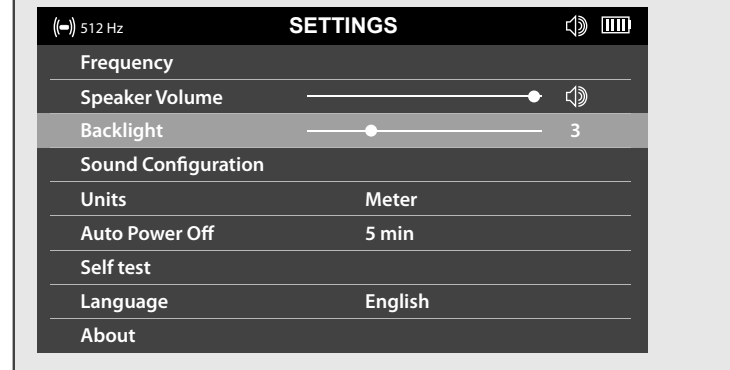 512 Hz SETTINGS
Frequency
Speaker Volume
Backlight 3
Sound Configuration
Units Meter
Auto Power Off 5 min
Self test
Language English
About